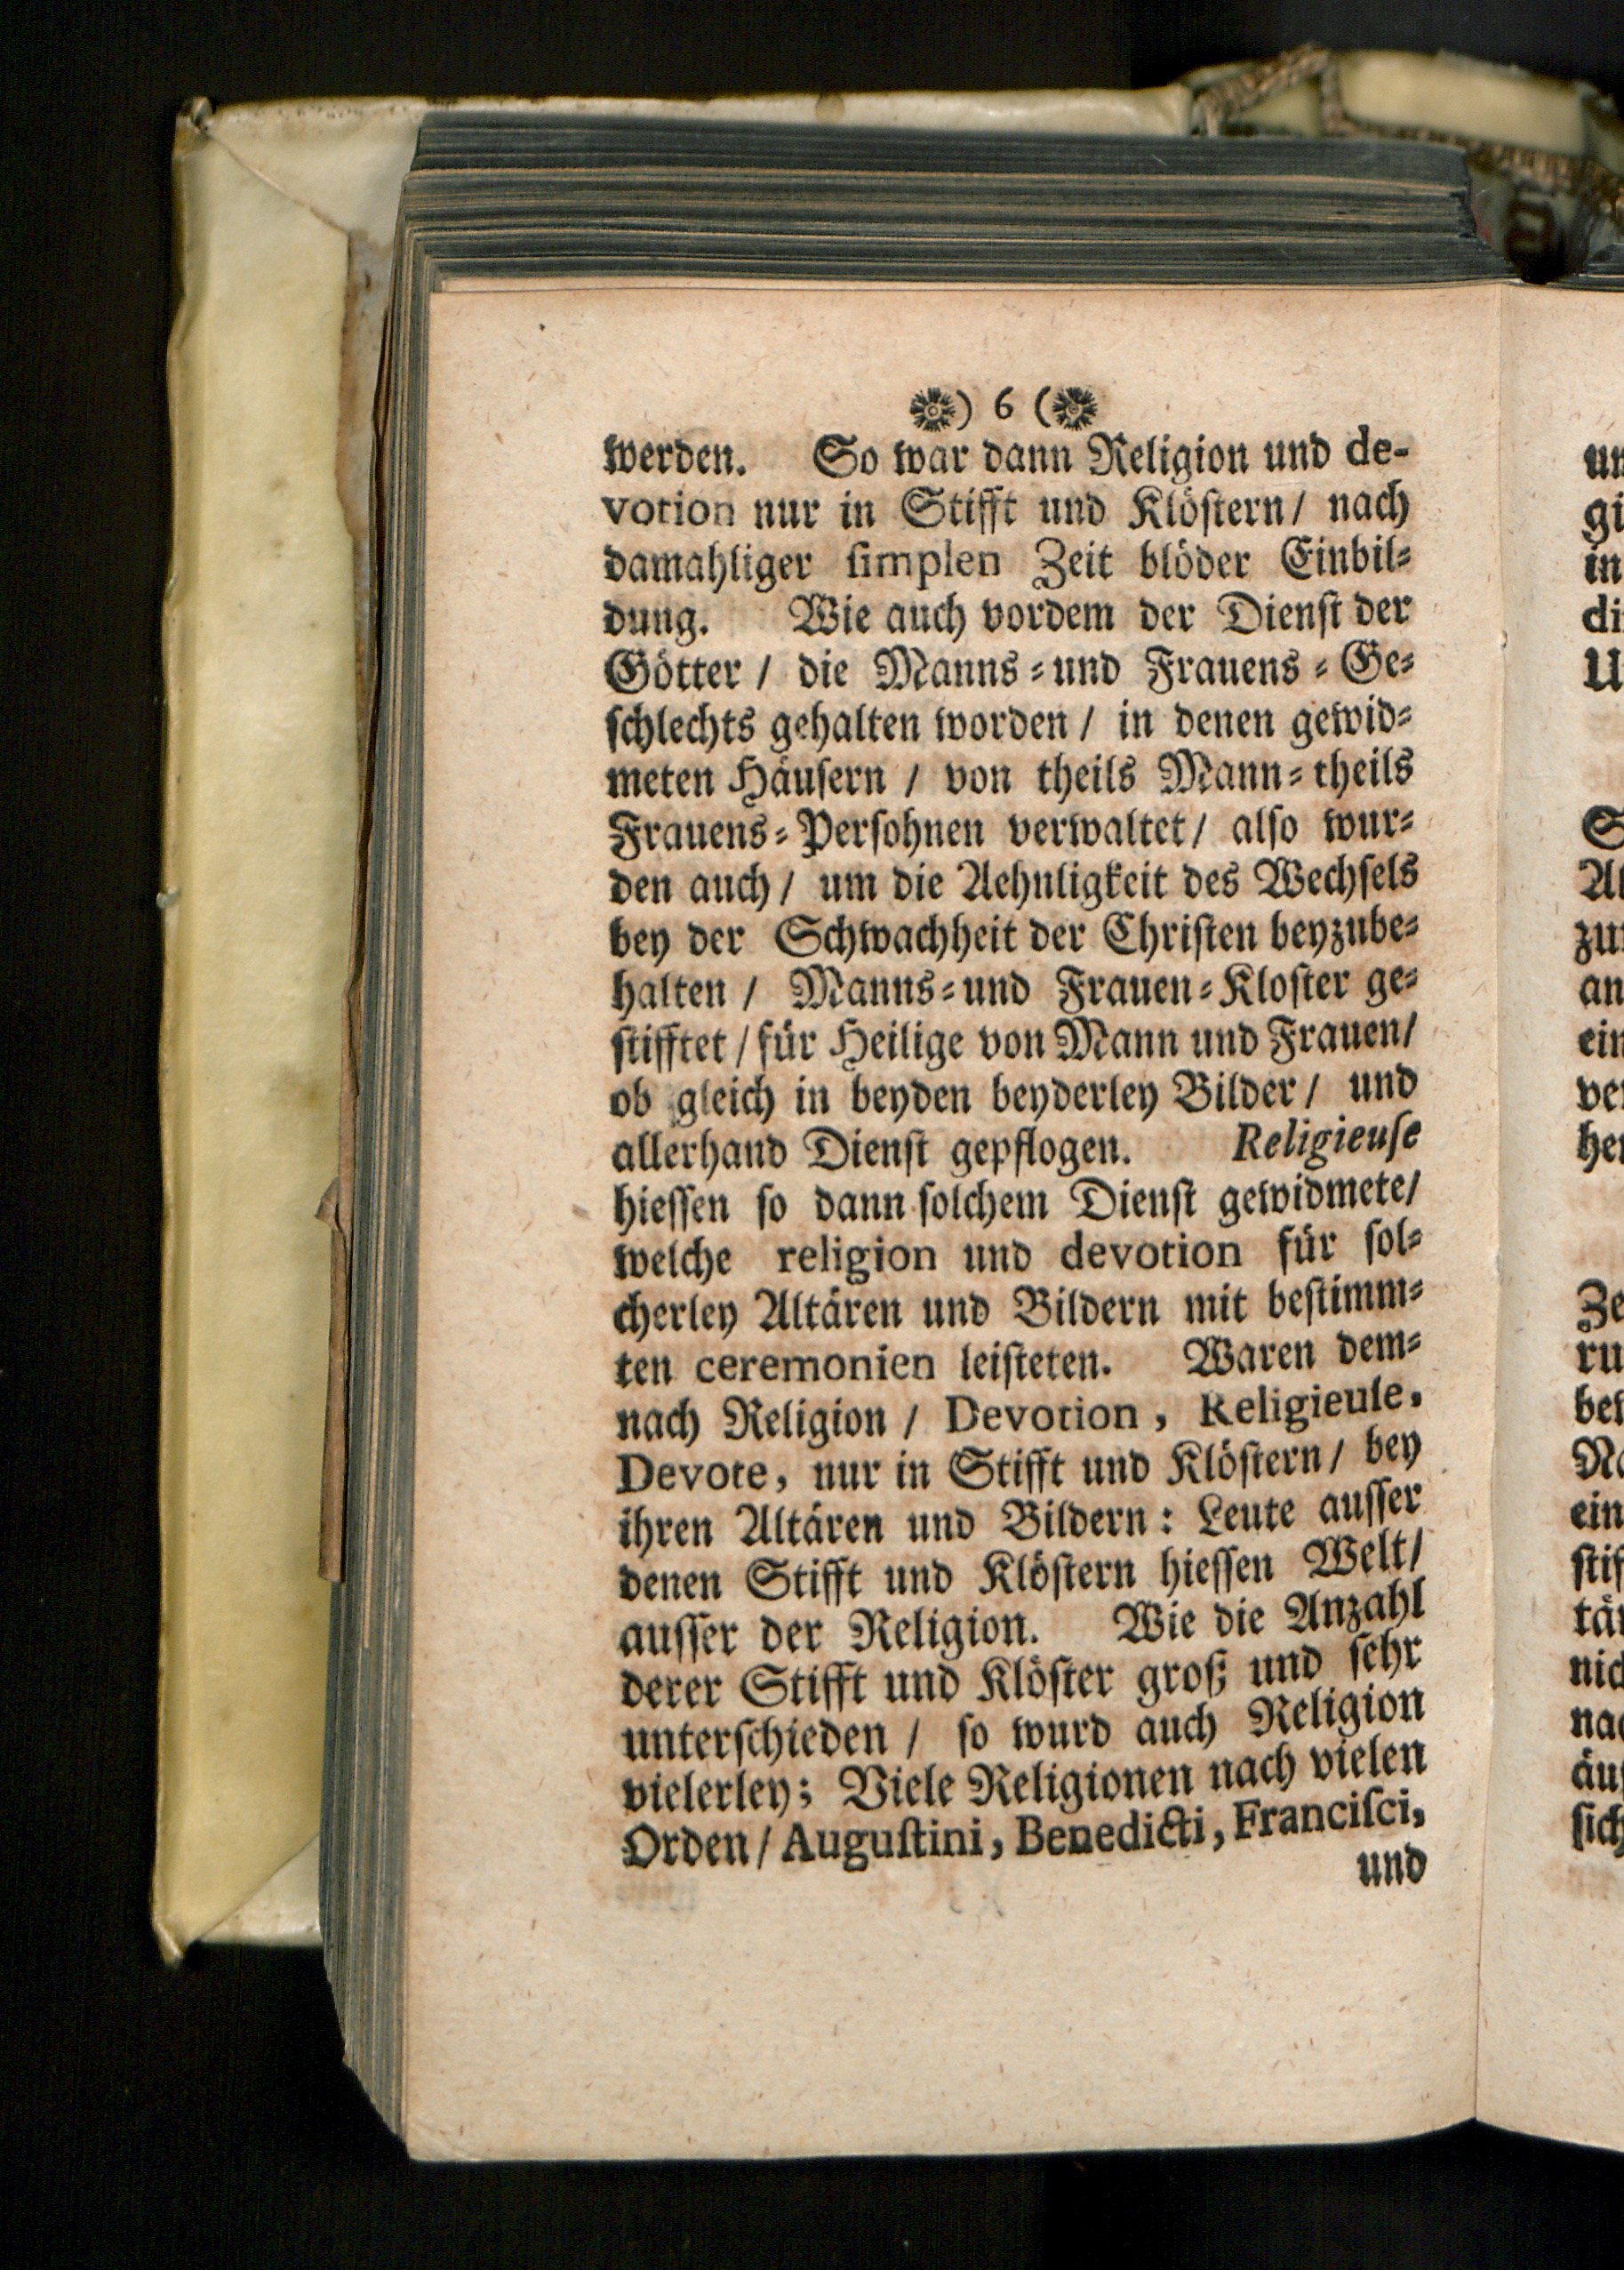 ❁) 6 (❁
werden. So war dann Religion und de-
votion nur in Stifft und Klöſtern/ nach
damahliger ſimplen Zeit blöder Einbil⸗
dung. Wie auch vordem der Dienſt der
Götter / die Manns⸗und Frauens⸗Ge⸗
ſchlechts gehalten worden / in denen gewid⸗
meten Häuſern / von theils Mann⸗theils
Frauens⸗Perſohnen verwaltet/ alſo wur⸗
den auch/ um die Aehnligkeit des Wechſels
bey der Schwachheit der Chriſten beyzube⸗
halten / Manns⸗und Frauen⸗Kloſter ge⸗
ſtifftet / für Heilige von Mann und Frauen/
ob gleich in beyden beyderley Bilder/ und
allerhand Dienſt gepflogen. Religieuſe
hieſſen ſo dann ſolchem Dienſt gewidmete/
welche religion und devotion für ſol⸗
cherley Altären und Bildern mit beſtimm⸗
ten ceremonien leiſteten. Waren dem⸗
nach Religion / Devotion, Religieuſe,
Devote, nur in Stifft und Klöſtern/ bey
ihren Altären und Bildern: Leute auſſer
denen Stifft und Klöſtern hieſſen Welt/
auſſer der Religion. Wie die Anzahl
derer Stifft und Klöſter groß und ſehr
unterſchieden / ſo wurd auch Religion
vielerley; Viele Religionen nach vielen
Orden/ Auguſtini, Benedicti, Franciſci,
und